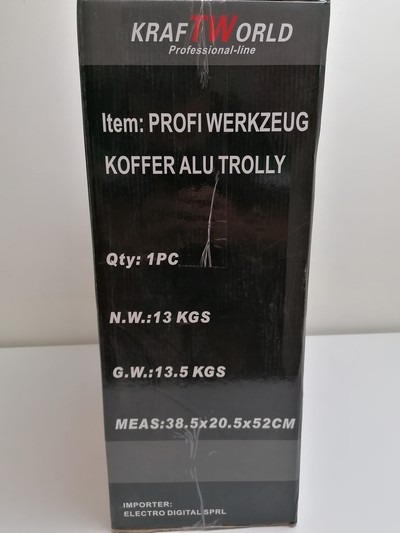 KRAFTWORLD
Professional-line
Item: PROFI WERKZEUG
KOFFER ALU TROLLY
Qty: 1PC
N.W.:13 KGS
G.W.:13.5 KGS
MEAS:38.5x20.5x52CM
IMPORTER:
ELECTRO DIGITAL SPRL